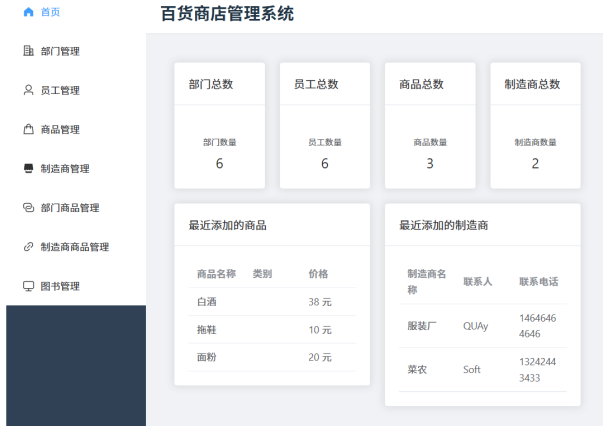 首页
部门管理
员工管理
商品管理
制造商管理
部门商品管理
制造商商品管理
图书管理
百货商店管理系统
部门总数 员工总数 商品总数 制造商总数
部门数量 员工数量 商品数量 制造商数量
6 6 3 2
最近添加的商品
商品名称 类别 价格
白酒 38 元
拖鞋 10 元
面粉 20 元
最近添加的制造商
制造商名
称
联系人 联系电话
服装厂 QUAy 1464646
4646
菜农 Soft 1324244
3433